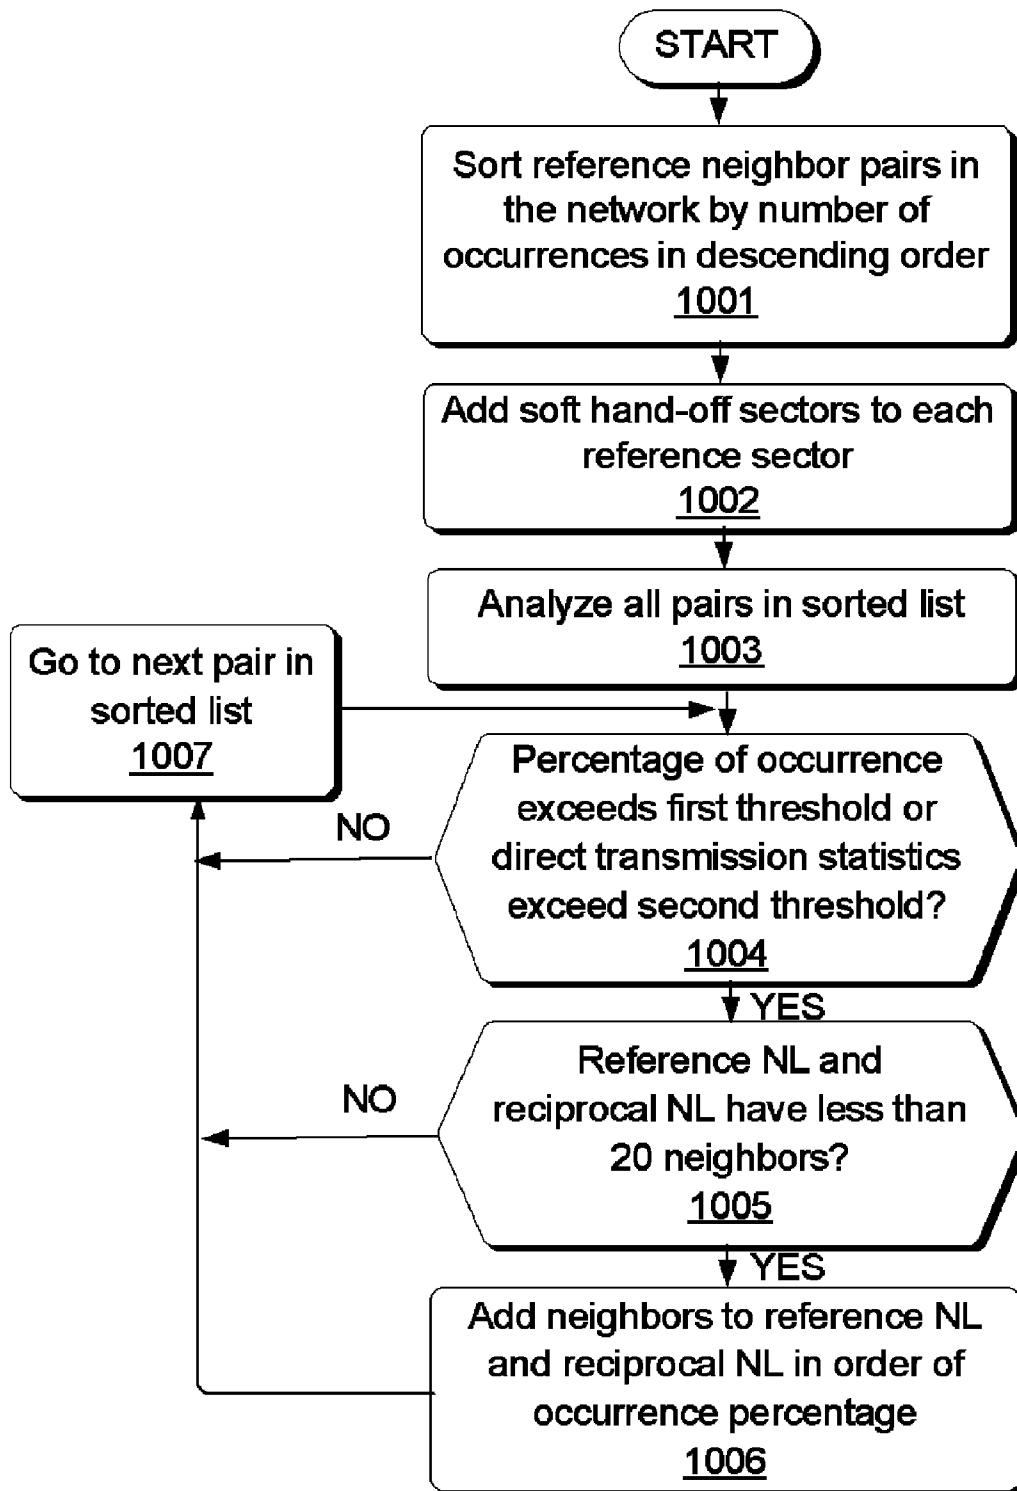 START
Sort reference neighbor pairs in
the network by number of
occurrences in descending order
1001
Add soft hand-off sectors to each
reference sector
1002
Analyze all pairs in sorted list
1003
Go to next pair in
sorted list
1007
Percentage of occurrence
exceeds first threshold or
direct transmission statistics
exceed second threshold?
1004
NO
YES
Reference NL and
reciprocal NL have less than
20 neighbors?
1005
NO
YES
Add neighbors to reference NL
and reciprocal NL in order of
occurrence percentage
1006